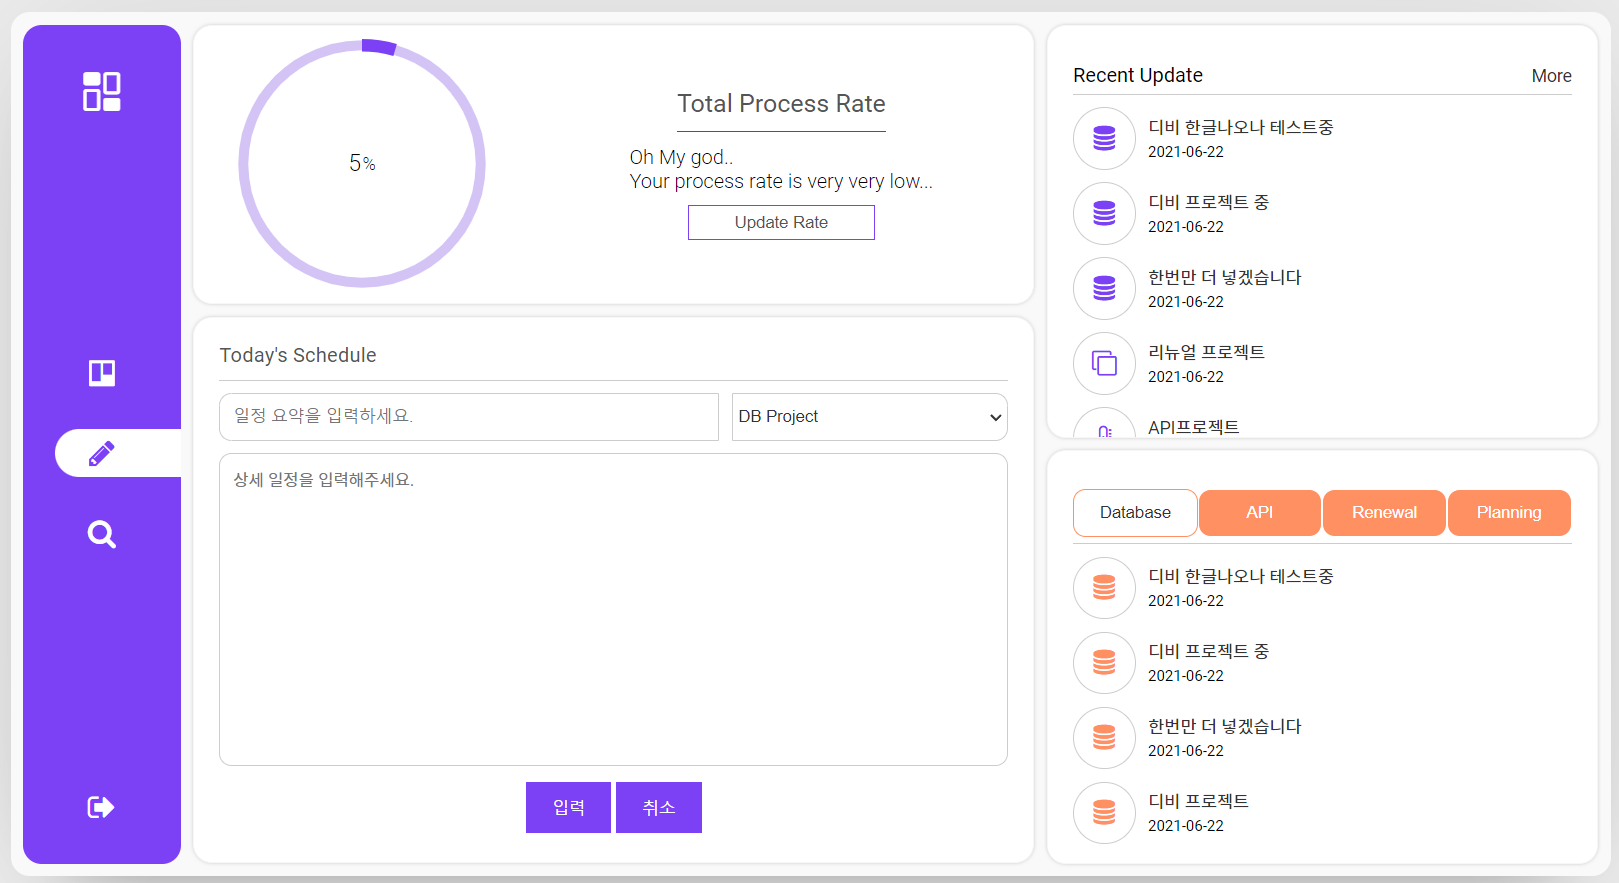 5%
Total Process Rate
Oh My god..
Your process rate is very very low...
Update Rate
Today's Schedule
일정 요약을 입력하세요.
DB Project
상세 일정을 입력해주세요.
입력
취소
Recent Update
More
디비 한글나오나 테스트중
2021-06-22
디비 프로젝트 중
2021-06-22
한번만 더 넣겠습니다
2021-06-22
리뉴얼 프로젝트
2021-06-22
API프로젝트
Database
API
Renewal
Planning
디비 한글나오나 테스트중
2021-06-22
디비 프로젝트 중
2021-06-22
한번만 더 넣겠습니다
2021-06-22
디비 프로젝트
2021-06-22